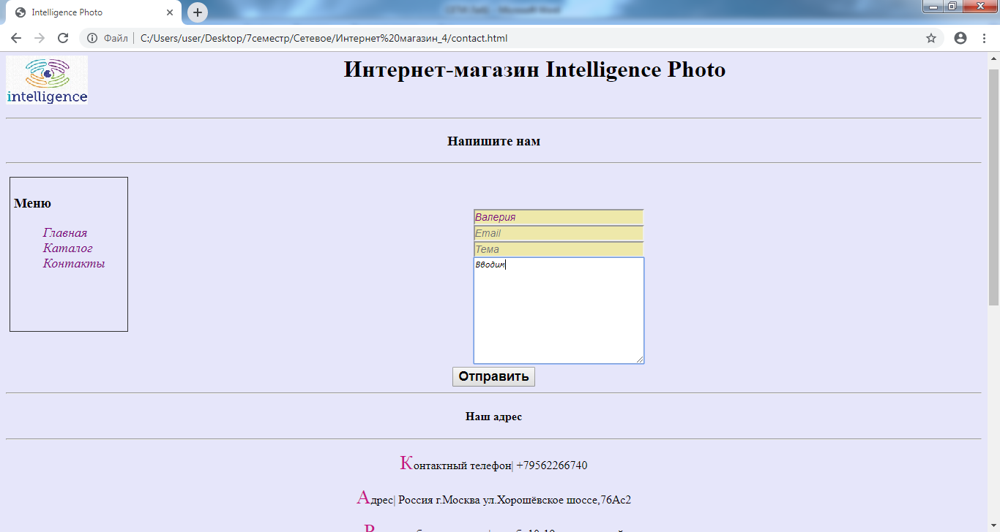 Intelligence Photo
Файл
C:/Users/user/Desktop/7семестр/Сетевое/Интернет%20магазин_4/contact.html
intelligence
Интернет-магазин Intelligence Photo
Напишите нам
Меню
Главная
Каталог
Контакты
Валерия
Email
Тема
Вводим
Отправить
Наш адрес
Контактный телефон| +79562266740
Адрес| Россия г.Москва ул.Хорошёвское шоссе,76Ас2